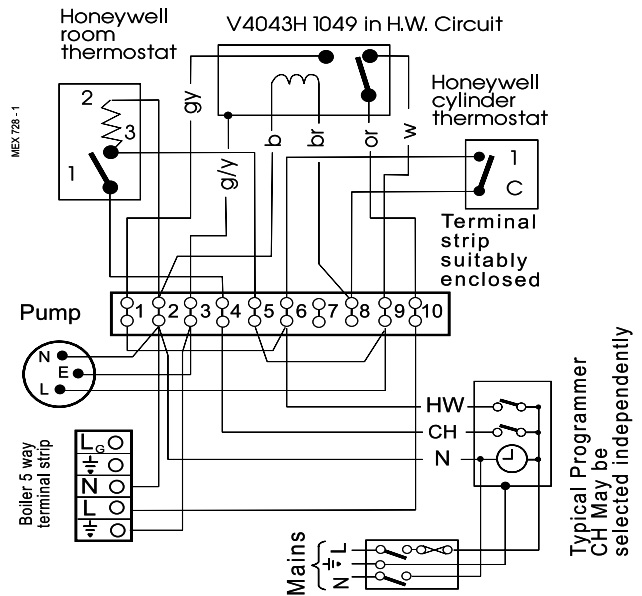 Honeywell
room
thermostat
V4043H 1049 in H.W. Circuit
Honeywell
cylinder
thermostat
MEX 728 - 1
2
3
1
gy
g/y
b
br
or
w
1
C
Terminal
strip
suitably
enclosed
1 2 3 4 5 6 7 8 9 10
Pump
N
E
L
HW
CH
N
Typical Programmer
CH May be
selected independently
Boiler 5 way
terminal strip
LG
N
L
Mains
L
N